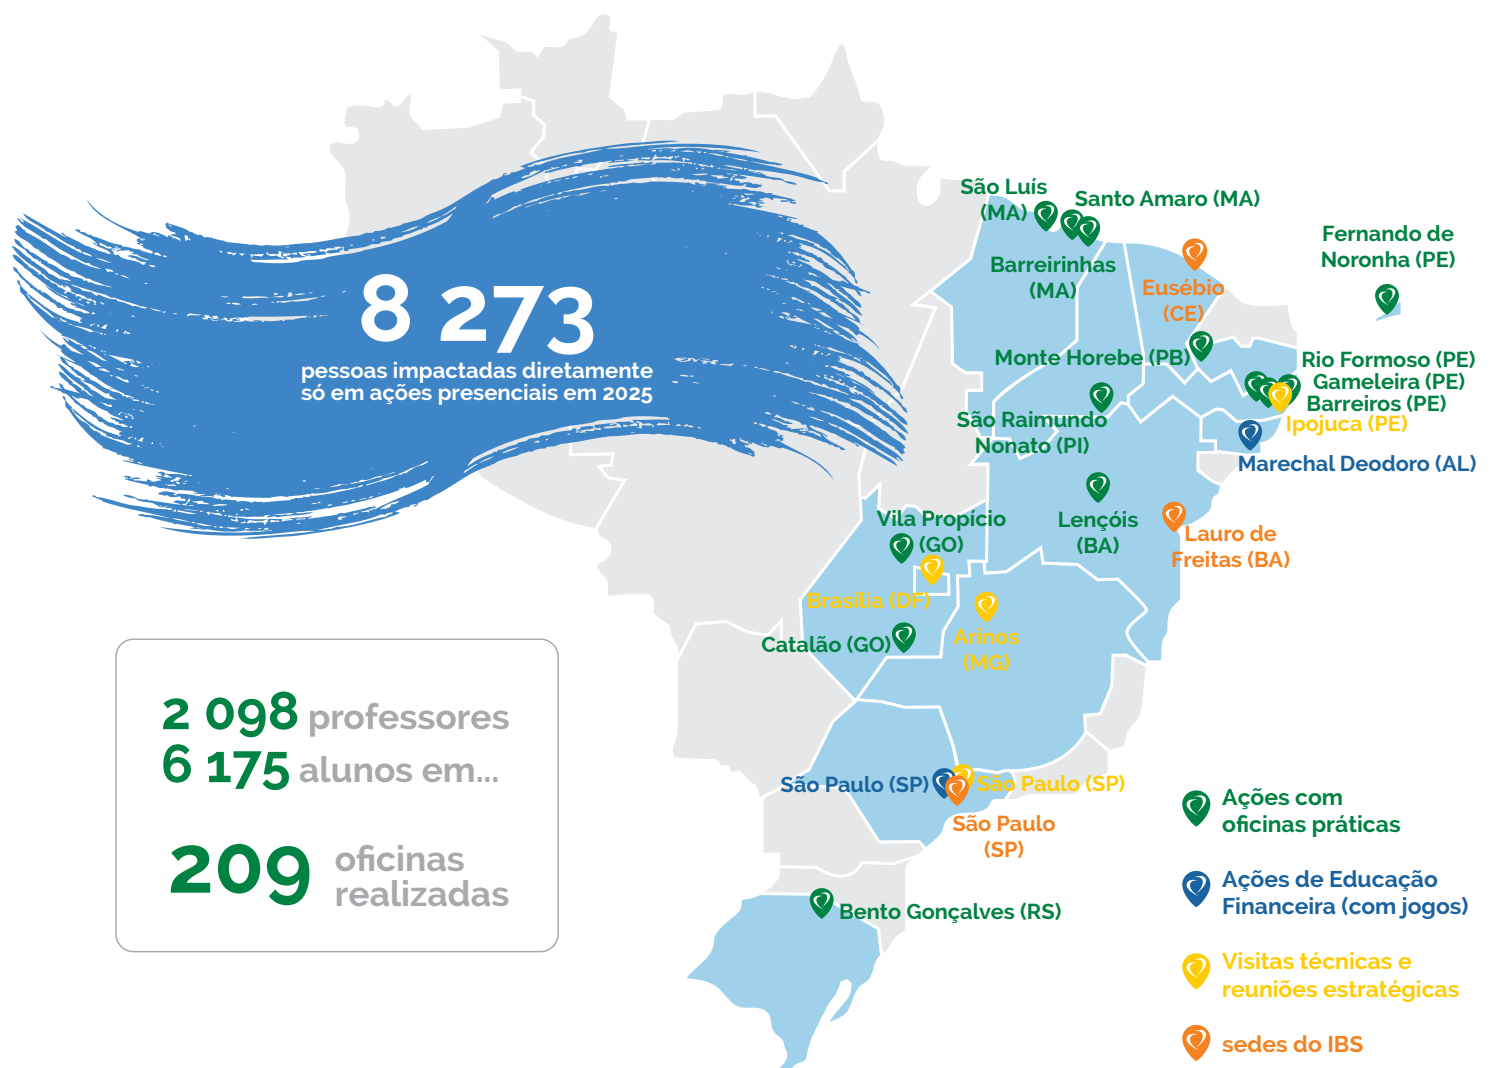 8 273
pessoas impactadas diretamente
só em ações presenciais em 2025
São Luís
(MA)
Santo Amaro (MA)
Barreirinhas
(MA)
Eusébio
(CE)
Fernando de
Noronha (PE)
Monte Horebe (PB)
Rio Formoso (PE)
Gameleira (PE)
Barreiros (PE)
Ipojuca (PE)
São Raimundo
Nonato (PI)
Marechal Deodoro (AL)
Vila Propício
(GO)
Lençóis
(BA)
Lauro de
Freitas (BA)
Brasília (DF)
Catalão (GO)
Arinos
(MG)
2 098 professores
6 175 alunos em...
209 oficinas
realizadas
São Paulo (SP)
São Paulo (SP)
São Paulo
(SP)
Bento Gonçalves (RS)
Ações com
oficinas práticas
Ações de Educação
Financeira (com jogos)
Visitas técnicas e
reuniões estratégicas
sedes do IBS